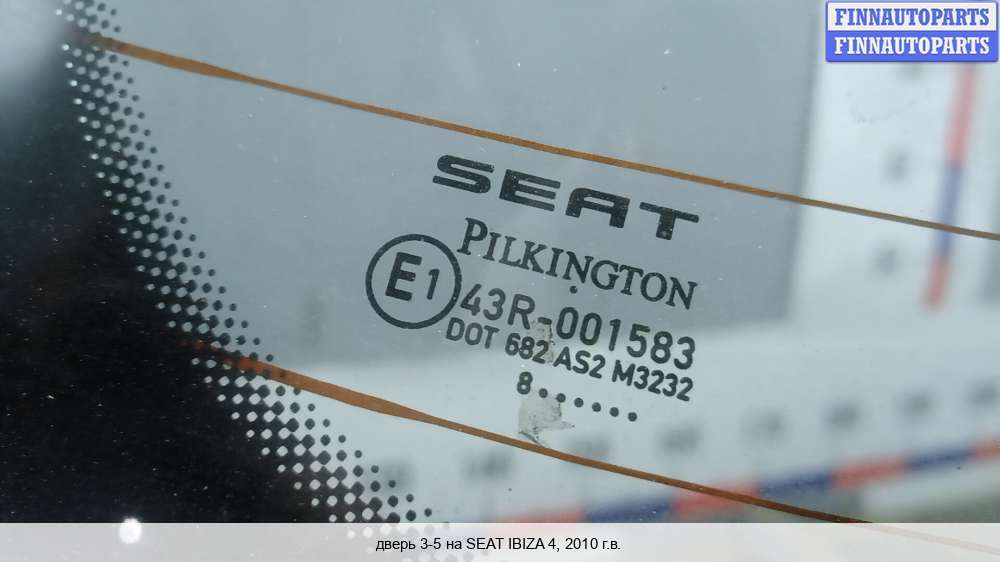 FINNAUTOPARTS
FINNAUTOPARTS
SEAT
PILKINGTON
E1
43R-001583
DOT 682 AS2 M3232
8.......
дверь 3-5 на SEAT IBIZA 4, 2010 г.в.